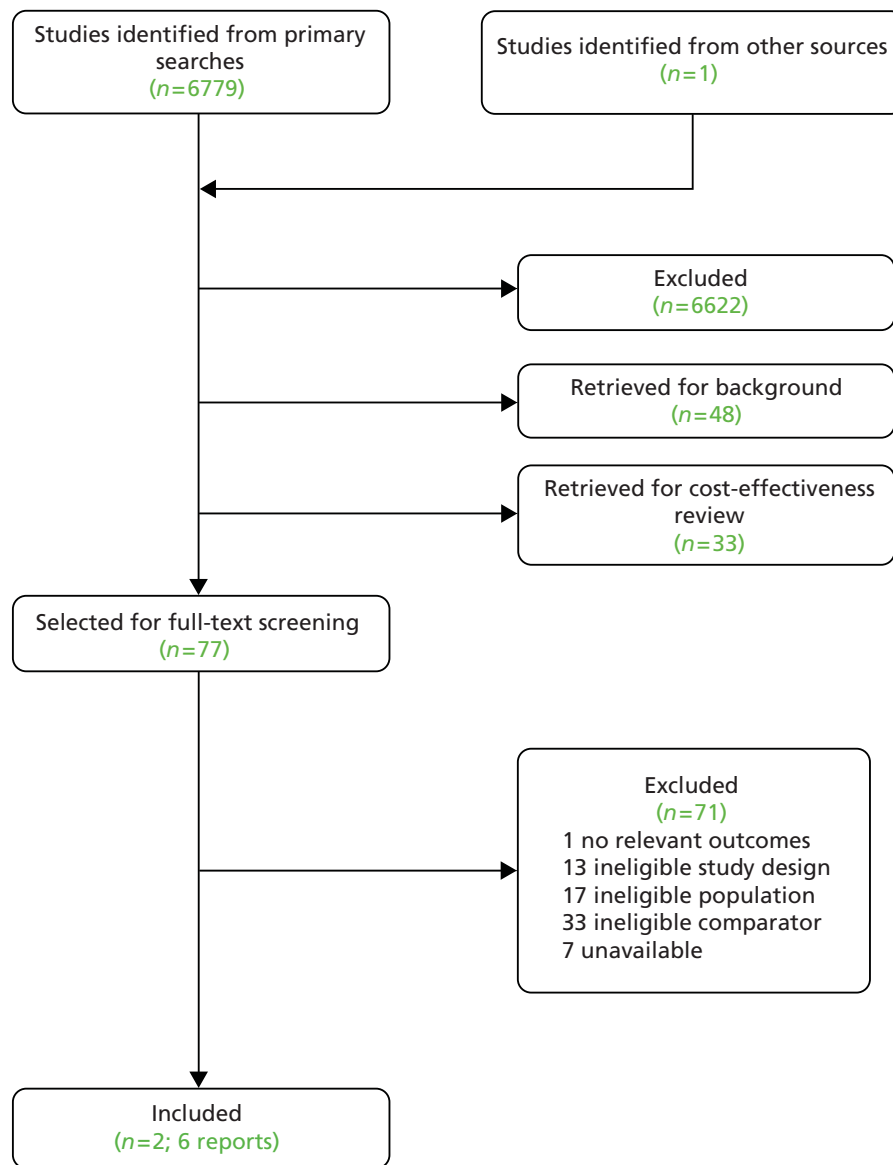 Studies identified from primary
searches
(n=6779)
Studies identified from other sources
(n=1)
Excluded
(n=6622)
Retrieved for background
(n=48)
Retrieved for cost-effectiveness
review
(n=33)
Selected for full-text screening
(n=77)
Excluded
(n=71)
1 no relevant outcomes
13 ineligible study design
17 ineligible population
33 ineligible comparator
7 unavailable
Included
(n=2; 6 reports)